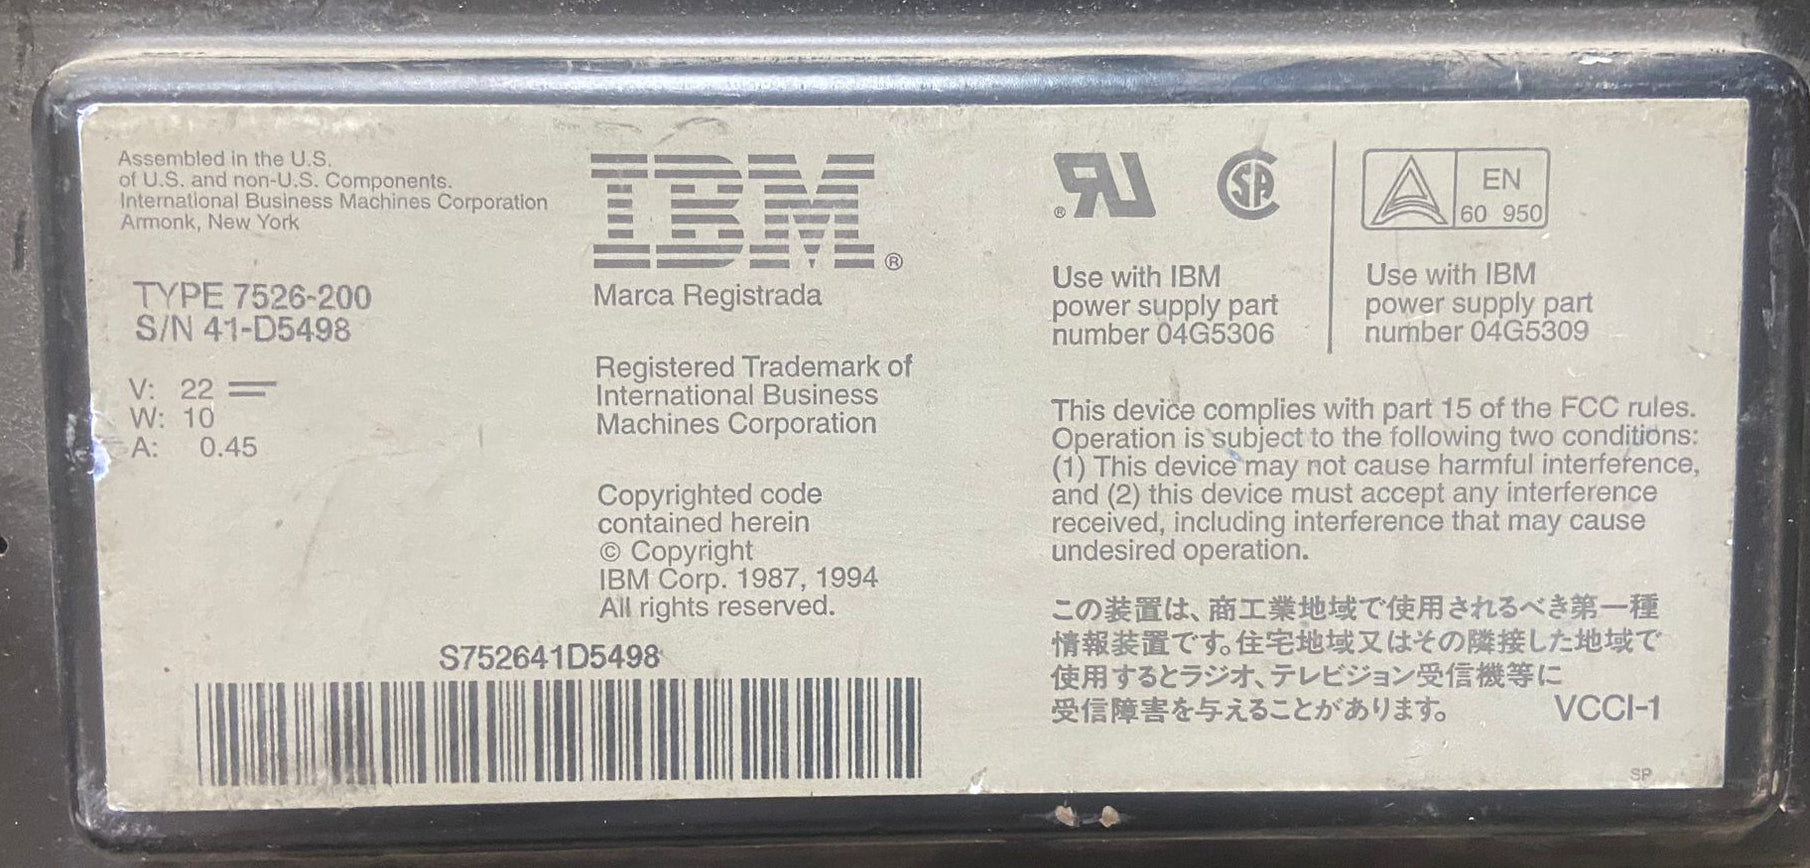 Assembled in the U.S.
of U.S. and non-U.S. Components.
International Business Machines Corporation
Armonk, New York
TYPE 7526-200
S/N 41-D5498
V: 22
W: 10
A: 0.45
IBM®
Marca Registrada
Registered Trademark of
International Business
Machines Corporation
Copyrighted code
contained herein
© Copyright
IBM Corp. 1987, 1994
All rights reserved.
S752641D5498
RU®
SA
Use with IBM
power supply part
number 04G5306
EN
60 950
Use with IBM
power supply part
number 04G5309
This device complies with part 15 of the FCC rules.
Operation is subject to the following two conditions:
(1) This device may not cause harmful interference,
and (2) this device must accept any interference
received, including interference that may cause
undesired operation.
この装置は、商工業地域で使用されるべき第一種
情報装置です。住宅地域又はその隣接した地域で
使用するとラジオ、テレビジョン受信機等に
受信障害を与えることがあります。 VCCI-1
SP